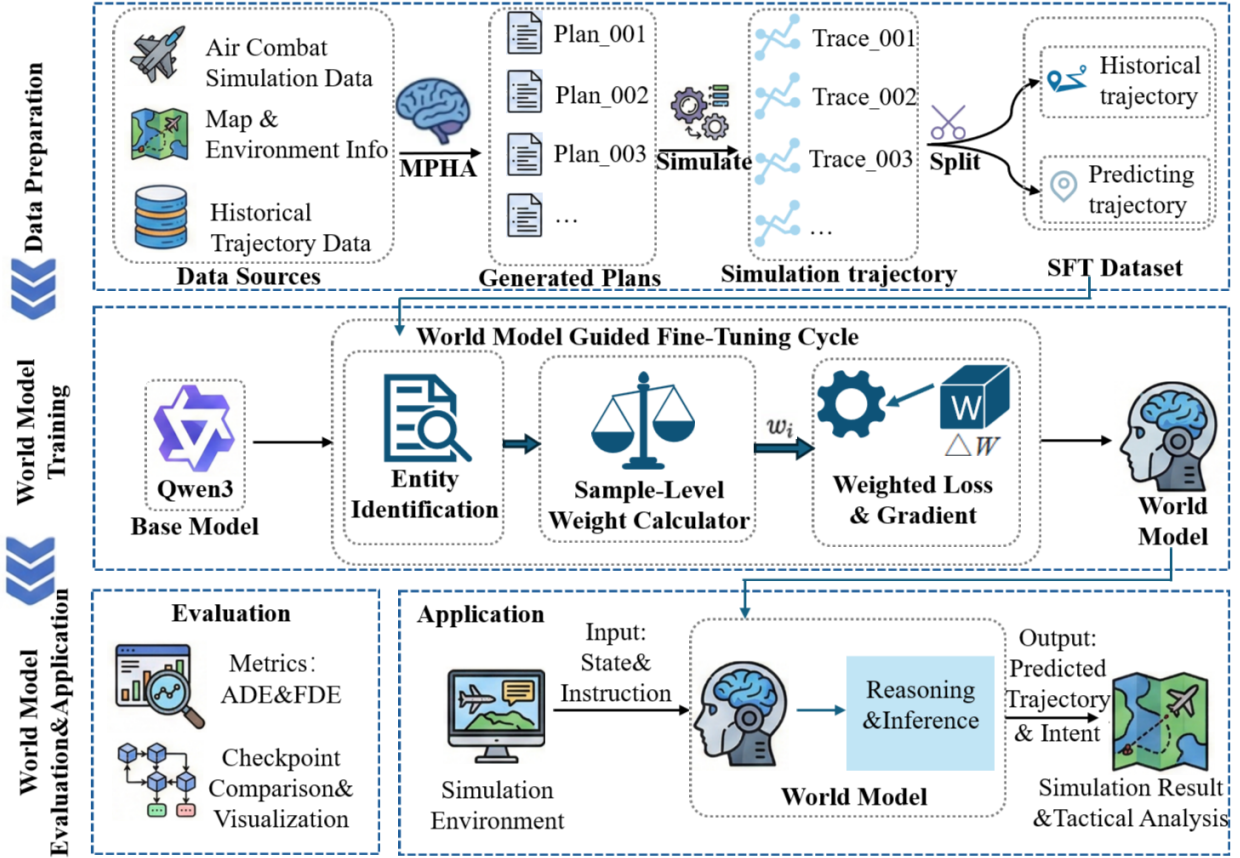 Data Preparation
Air Combat
Simulation Data
Map &
Environment Info
Historical
Trajectory Data
Data Sources
MPHA
Plan_001
Plan_002
Plan_003
...
Generated Plans
Simulate
Trace_001
Trace_002
Trace_003
...
Simulation trajectory
Split
Historical
trajectory
Predicting
trajectory
SFT Dataset
World Model
Training
Qwen3
Base Model
World Model Guided Fine-Tuning Cycle
Entity
Identification
Sample-Level
Weight Calculator
wᵢ
W
△W
Weighted Loss
& Gradient
World
Model
World Model
Evaluation&Application
Evaluation
Metrics:
ADE&FDE
Checkpoint
Comparison&
Visualization
Application
Simulation
Environment
Input:
State&
Instruction
Reasoning
&Inference
World Model
Output:
Predicted
Trajectory
& Intent
Simulation Result
&Tactical Analysis